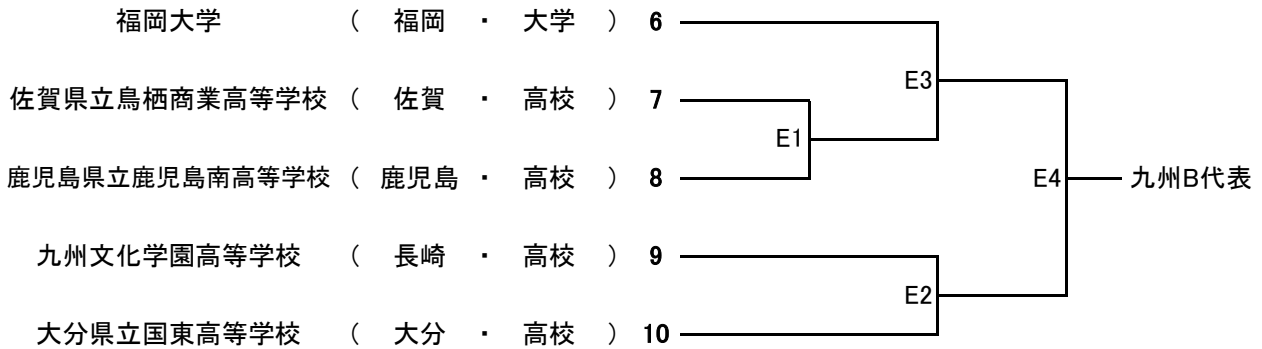 福岡大学 ( 福岡 ・ 大学 ) 6
E3
佐賀県立鳥栖商業高等学校 ( 佐賀 ・ 高校 ) 7
E1
鹿児島県立鹿児島南高等学校 ( 鹿児島 ・ 高校 ) 8
E4 九州B代表
九州文化学園高等学校 ( 長崎 ・ 高校 ) 9
E2
大分県立国東高等学校 ( 大分 ・ 高校 ) 10